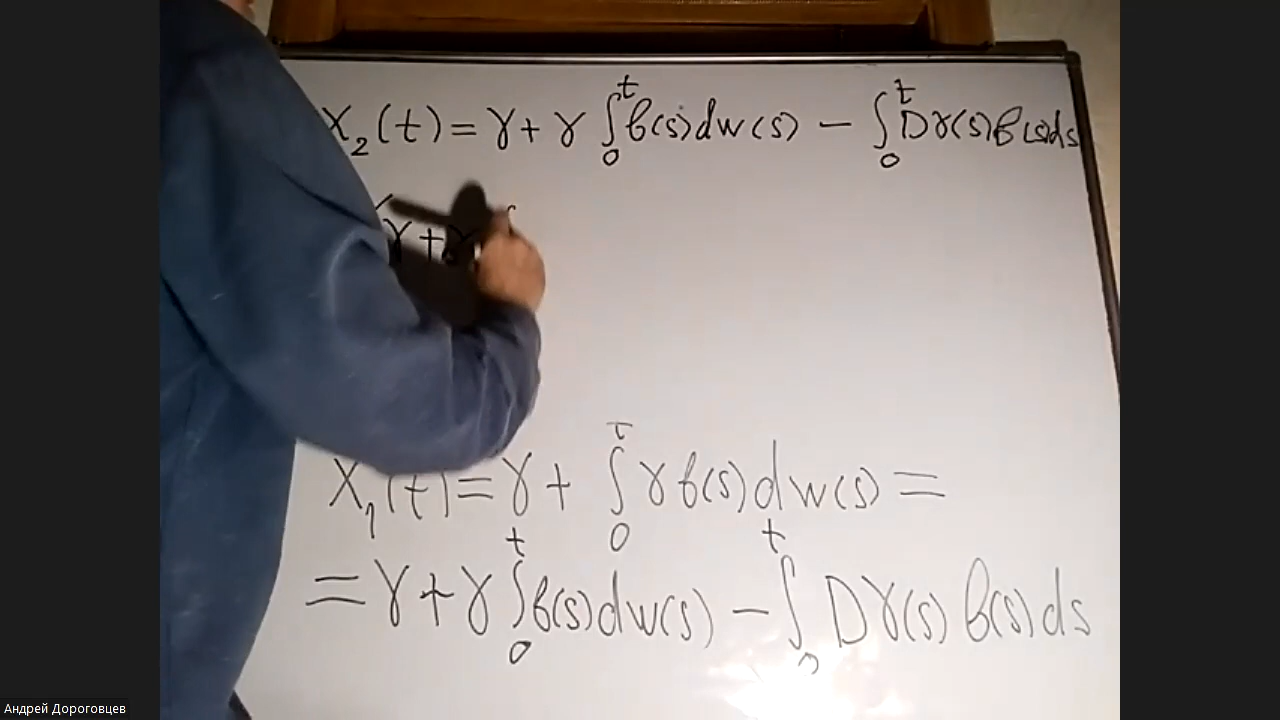 X₂(t) = γ + γ ∫₀ᵗ b(s)dw(s) − ∫₀ᵗ Dγ(s)b(s)ds
(γ + γ
X₁(t) = γ + ∫₀ᵗ γ b(s) dw(s) =
= γ + γ ∫₀ᵗ b(s)dw(s) − ∫₀ᵗ Dγ(s) b(s) ds
Андрей Дороговцев